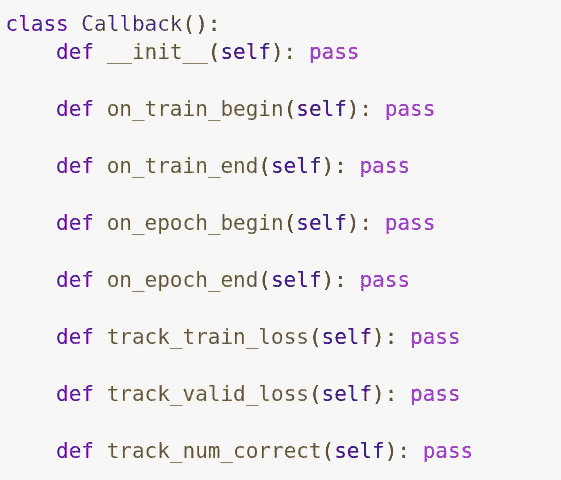 class Callback():
    def __init__(self): pass
    def on_train_begin(self): pass
    def on_train_end(self): pass
    def on_epoch_begin(self): pass
    def on_epoch_end(self): pass
    def track_train_loss(self): pass
    def track_valid_loss(self): pass
    def track_num_correct(self): pass